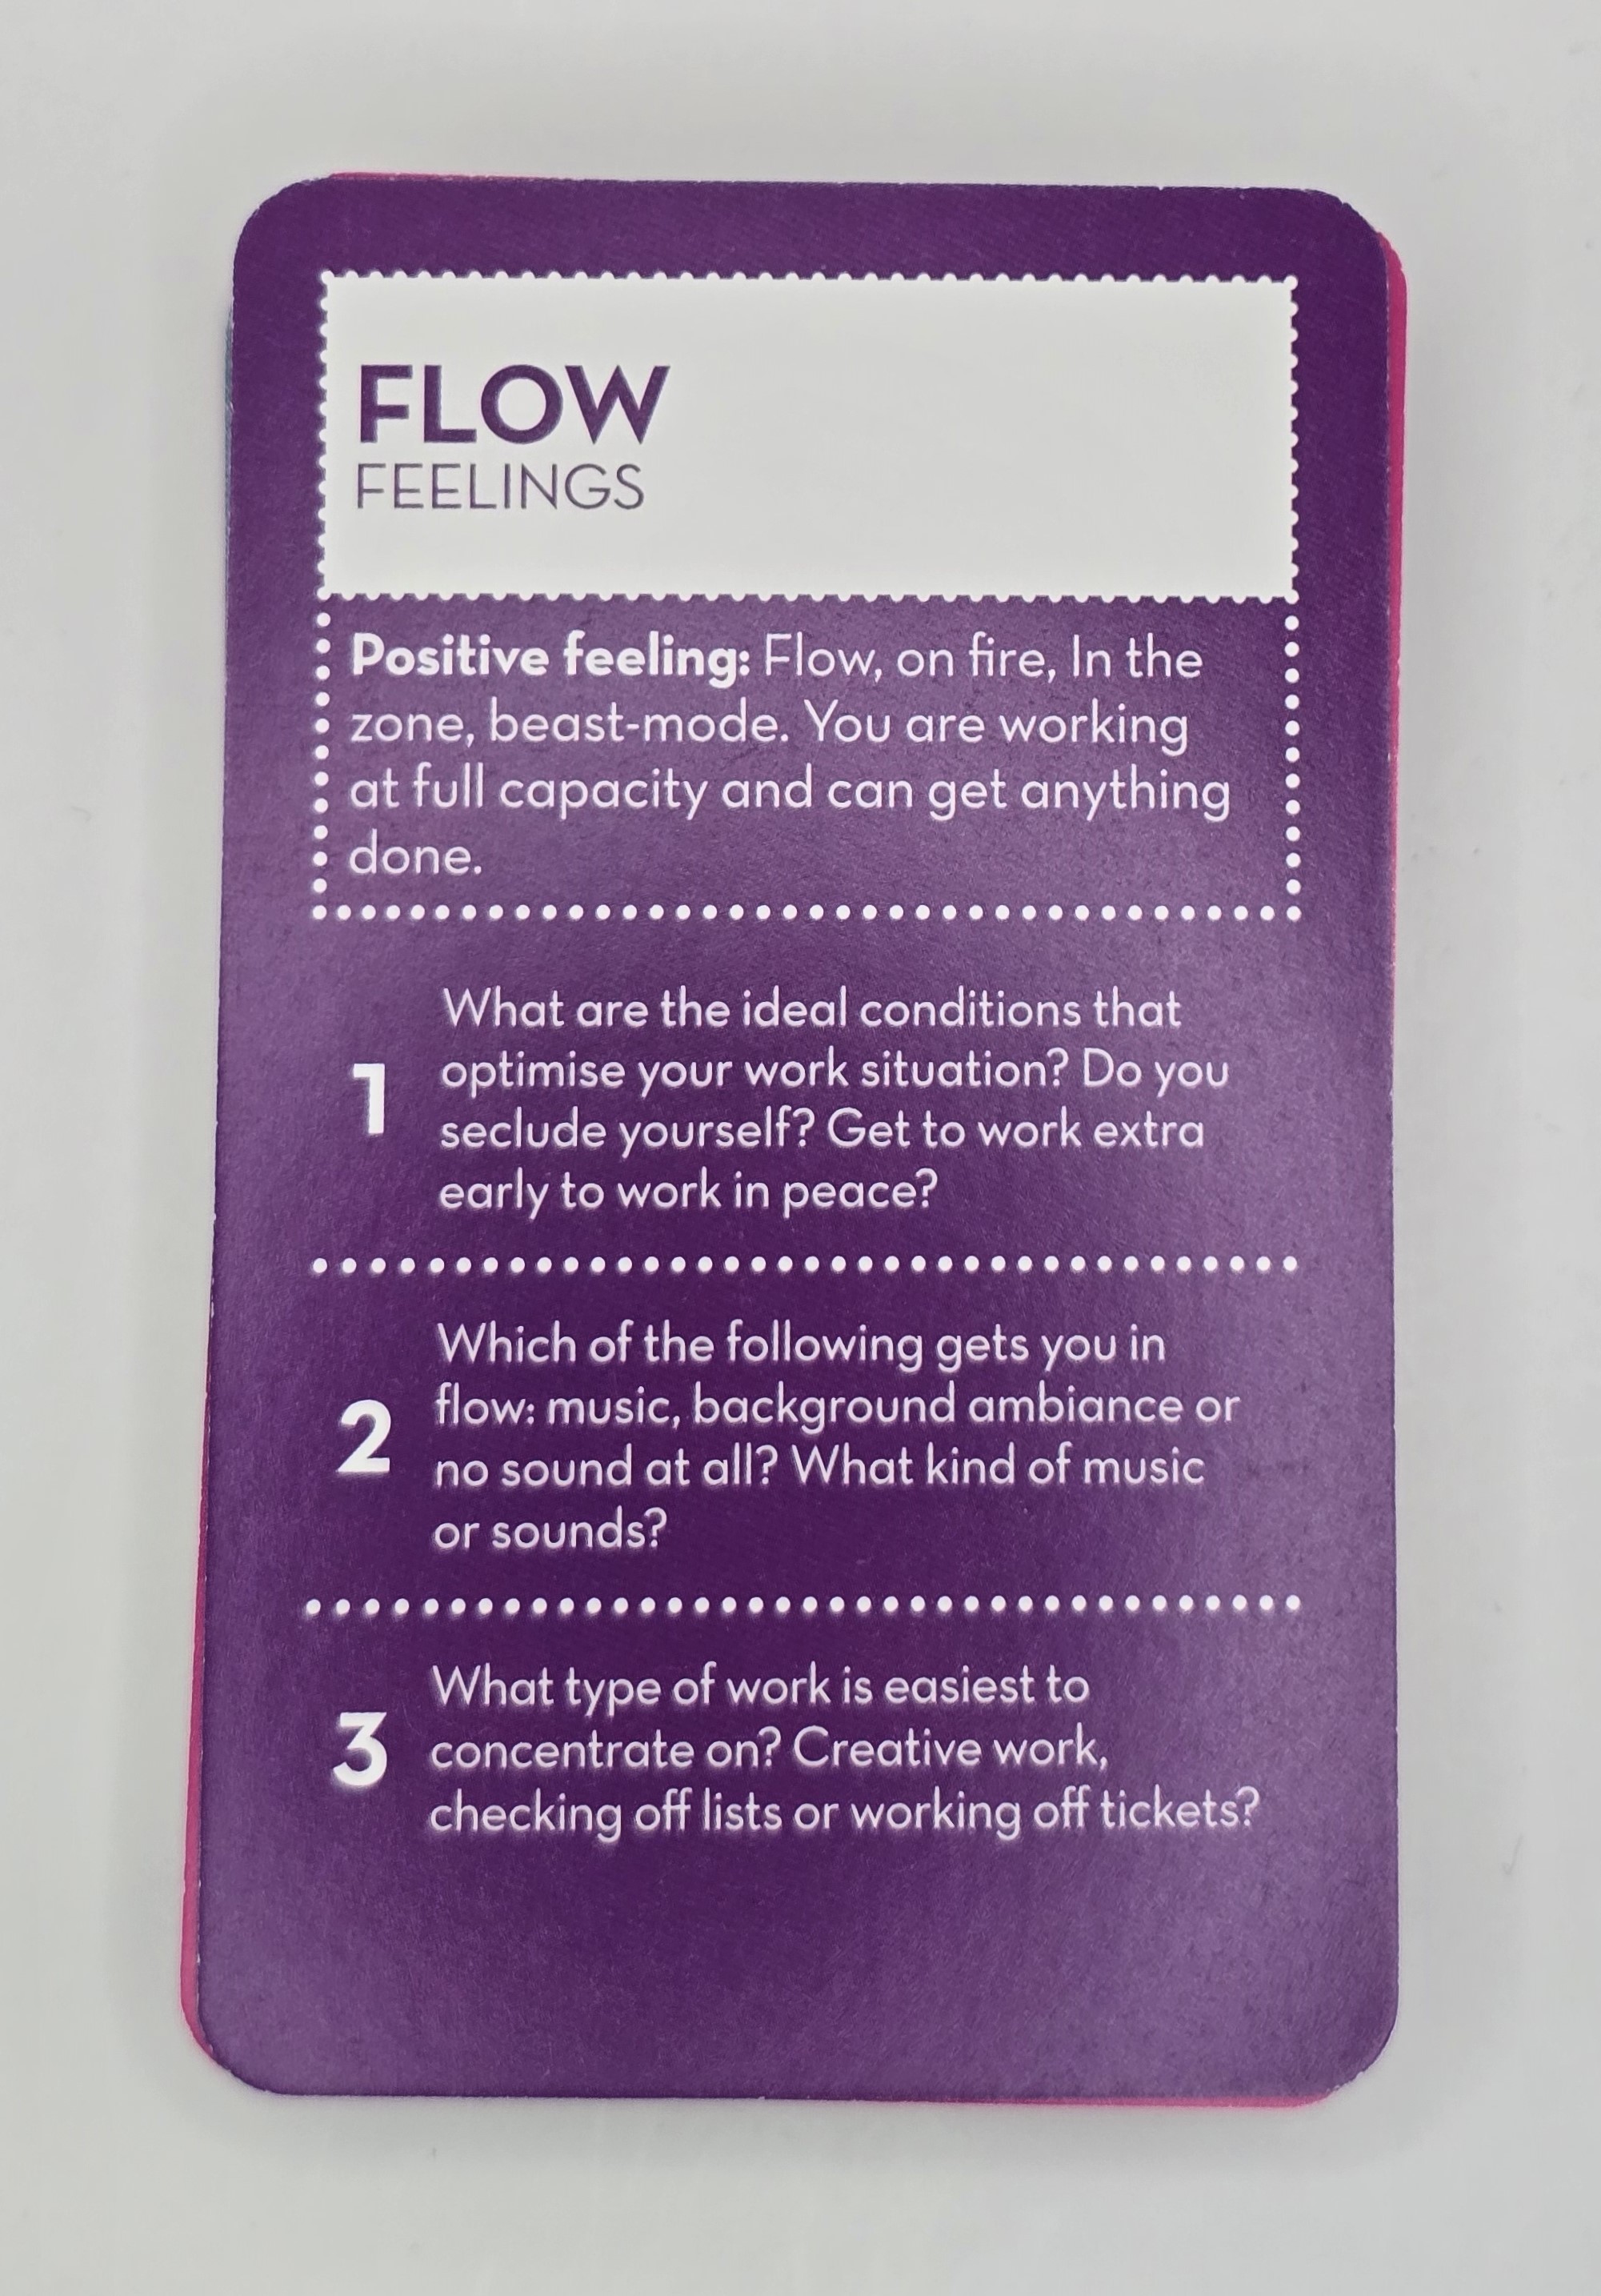 FLOW
FEELINGS
Positive feeling: Flow, on fire, In the
zone, beast-mode. You are working
at full capacity and can get anything
done.
1
What are the ideal conditions that
optimise your work situation? Do you
seclude yourself? Get to work extra
early to work in peace?
2
Which of the following gets you in
flow: music, background ambiance or
no sound at all? What kind of music
or sounds?
3
What type of work is easiest to
concentrate on? Creative work,
checking off lists or working off tickets?